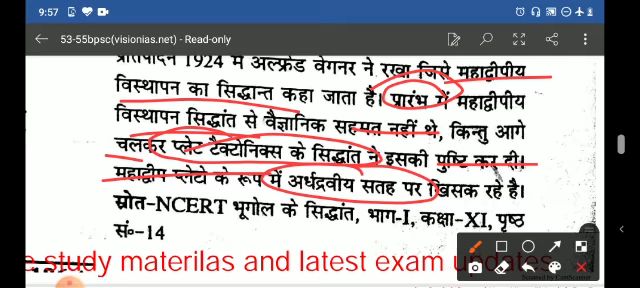 9:57
53-55bpsc(visionias.net) - Read-only
प्रतिपादन 1924 में अल्फ्रेड वेगनर ने रखा जिसे महाद्वीपीय
विस्थापन का सिद्धान्त कहा जाता है। प्रारंभ में महाद्वीपीय
विस्थापन सिद्धांत से वैज्ञानिक सहमत नहीं थे, किन्तु आगे
चलकर प्लेट टैक्टोनिक्स के सिद्धांत ने इसकी पुष्टि कर दी।
महाद्वीप प्लेटो के रूप में अर्धद्रवीय सतह पर खिसक रहे है।
स्रोत-NCERT भूगोल के सिद्धांत, भाग-I, कक्षा-XI, पृष्ठ
सं०-14
e study materilas and latest exam updates